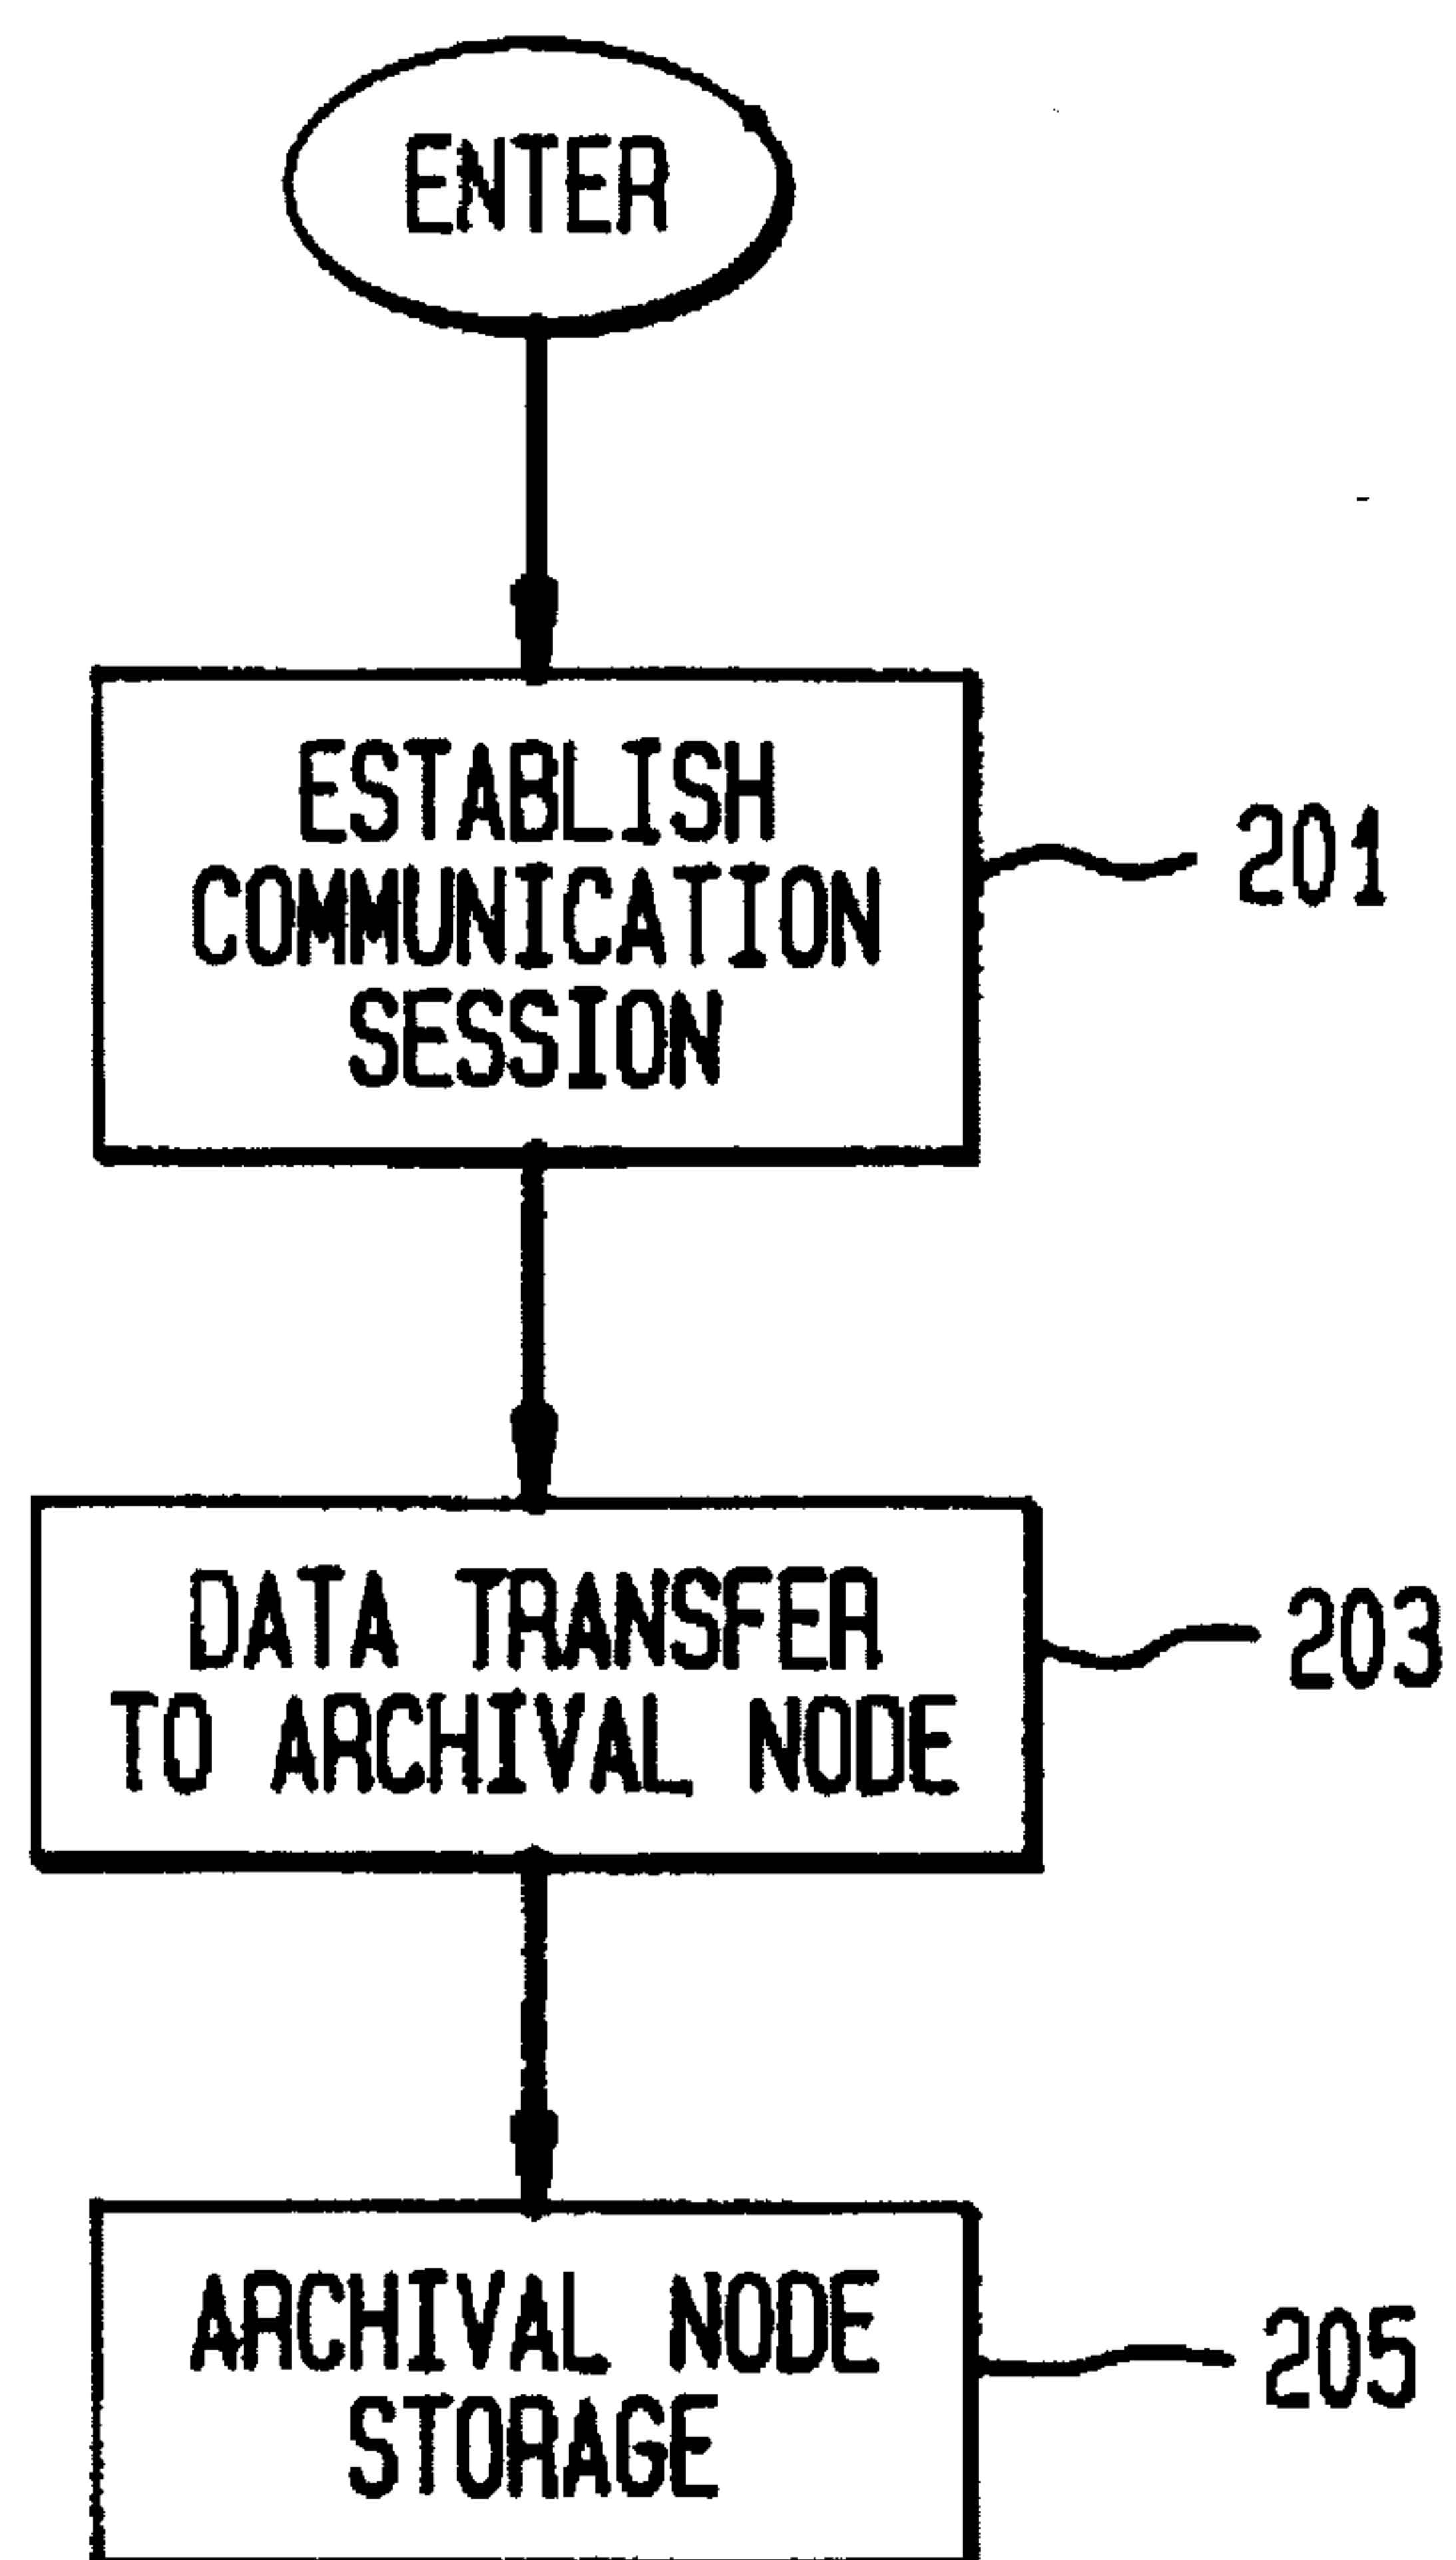 ENTER
ESTABLISH
COMMUNICATION
SESSION
201
DATA TRANSFER
TO ARCHIVAL NODE
203
ARCHIVAL NODE
STORAGE
205